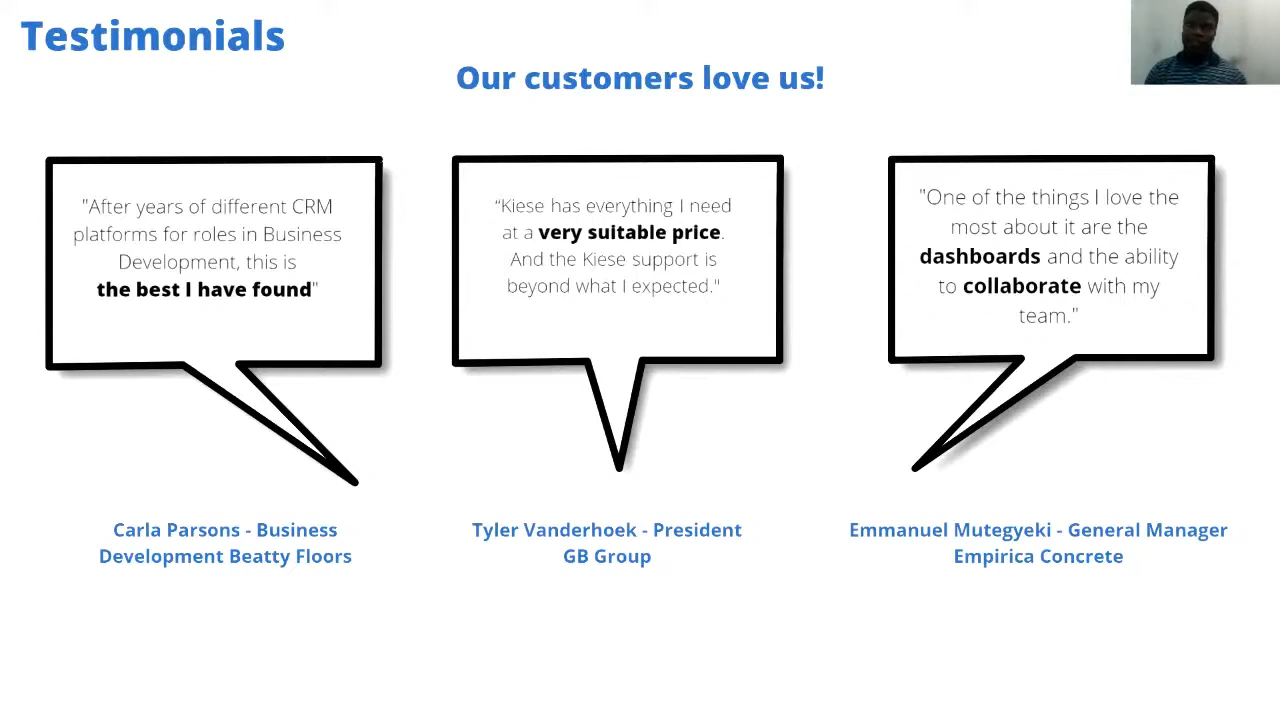 Testimonials
Our customers love us!
"After years of different CRM
platforms for roles in Business
Development, this is
the best I have found"
“Kiese has everything I need
at a very suitable price.
And the Kiese support is
beyond what I expected."
"One of the things I love the
most about it are the
dashboards and the ability
to collaborate with my
team."
Carla Parsons - Business
Development Beatty Floors
Tyler Vanderhoek - President
GB Group
Emmanuel Mutegyeki - General Manager
Empirica Concrete